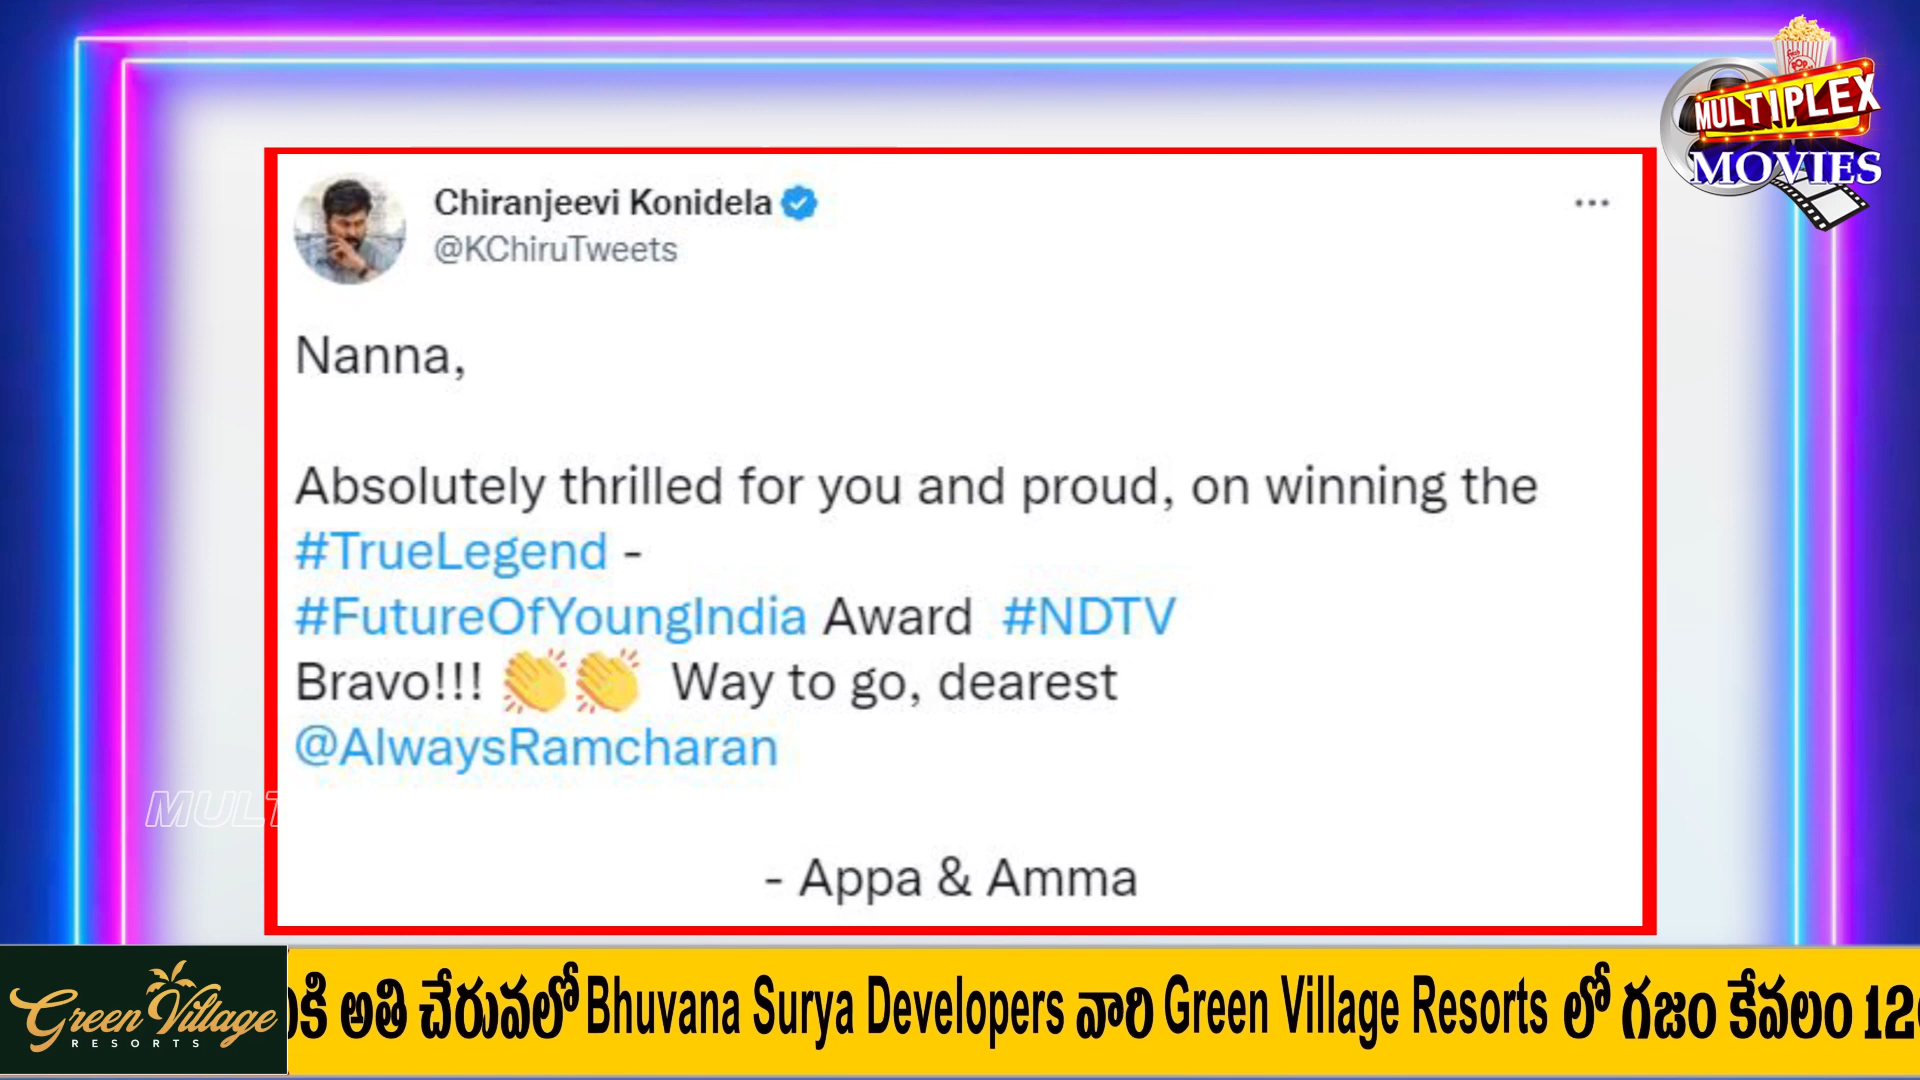 MULTIPLEX
MOVIES
Chiranjeevi Konidela
@KChiruTweets
Nanna,
Absolutely thrilled for you and proud, on winning the
#TrueLegend -
#FutureOfYoungIndia Award #NDTV
Bravo!!! 👏👏 Way to go, dearest
@AlwaysRamcharan
- Appa & Amma
MULT
Green Village
RESORTS
అతి చేరువలో Bhuvana Surya Developers వారి Green Village Resorts లో గజం కేవలం 12